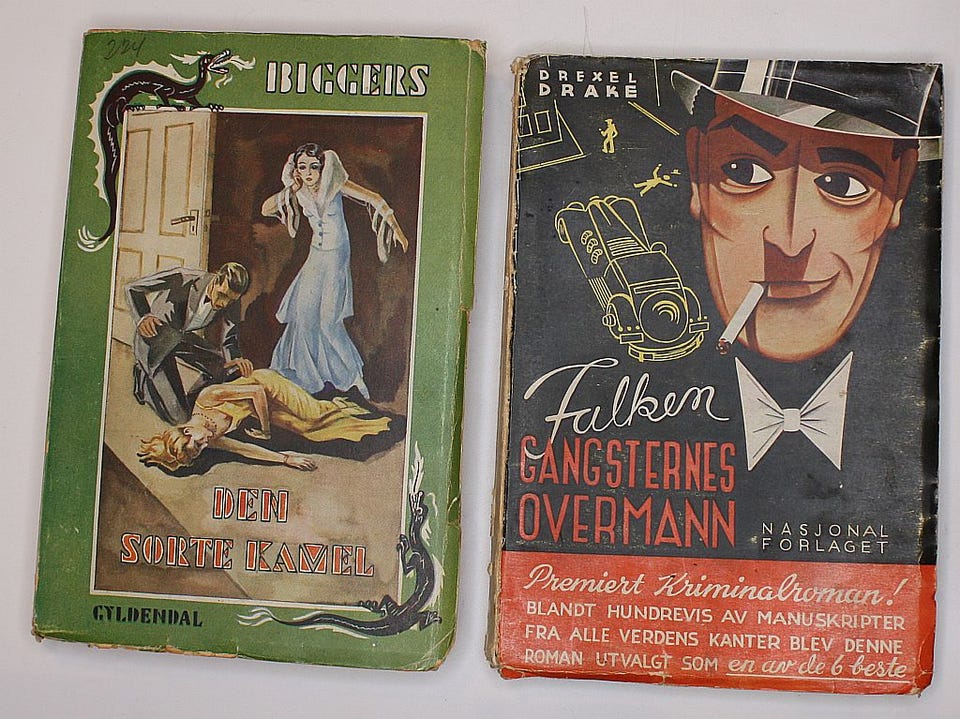 224
BIGGERS
DEN
SORTE KAMEL
GYLDENDAL
DREXEL
DRAKE
Falken
GANGSTERNES
OVERMANN
NASJONAL
FORLAGET
Premiert Kriminalroman!
BLANDT HUNDREVIS AV MANUSKRIPTER
FRA ALLE VERDENS KANTER BLEV DENNE
ROMAN UTVALGT SOM en av de 6 beste